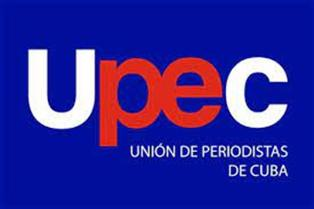 Upec
UNIÓN DE PERIODISTAS
DE CUBA